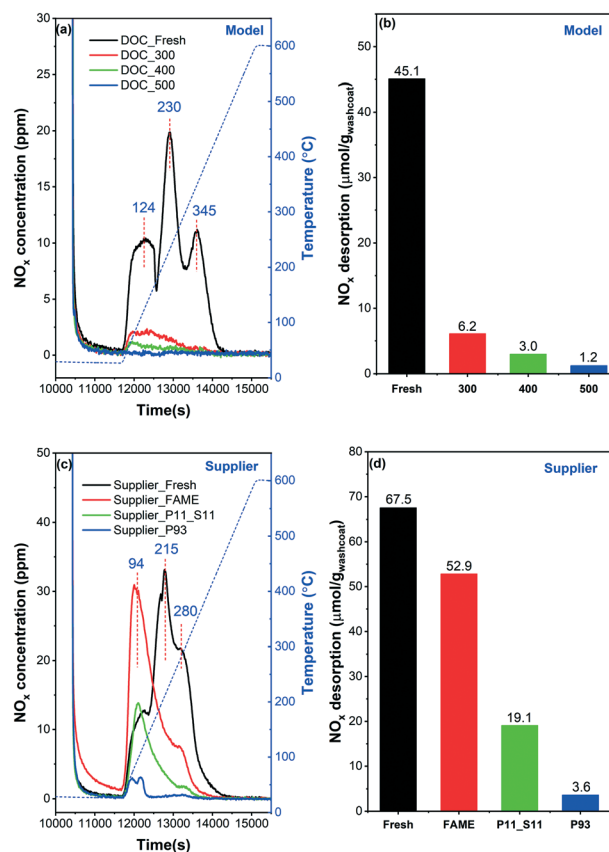 (a)
Model
DOC_Fresh
DOC_300
DOC_400
DOC_500
230
124
345
30
25
20
15
10
5
0
NOx concentration (ppm)
600
500
400
300
200
100
0
Temperature (°C)
10000 11000 12000 13000 14000 15000
Time(s)
(b)
Model
45.1
6.2
3.0
1.2
50
40
30
20
10
0
NOx desorption (μmol/gwashcoat)
Fresh 300 400 500
(c)
Supplier
Supplier_Fresh
Supplier_FAME
Supplier_P11_S11
Supplier_P93
215
94
280
50
40
30
20
10
0
NOx concentration (ppm)
600
500
400
300
200
100
0
Temperature (°C)
10000 11000 12000 13000 14000 15000
Time(s)
(d)
Supplier
67.5
52.9
19.1
3.6
80
70
60
50
40
30
20
10
0
NOx desorption (μmol/gwashcoat)
Fresh FAME P11_S11 P93